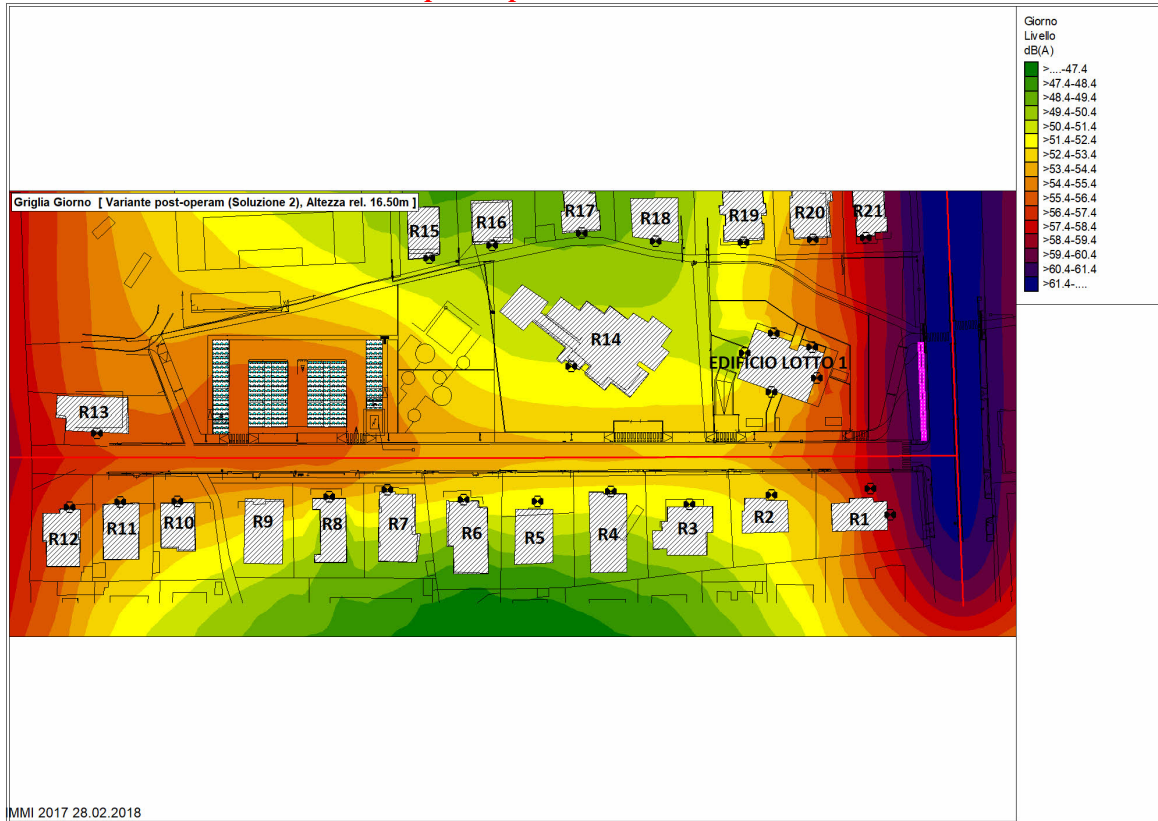 Giorno
Livello
dB(A)
>....-47.4
>47.4-48.4
>48.4-49.4
>49.4-50.4
>50.4-51.4
>51.4-52.4
>52.4-53.4
>53.4-54.4
>54.4-55.4
>55.4-56.4
>56.4-57.4
>57.4-58.4
>58.4-59.4
>59.4-60.4
>60.4-61.4
>61.4-....
Griglia Giorno [ Variante post-operam (Soluzione 2), Altezza rel. 16.50m ]
R15
R16
R17
R18
R19
R20
R21
R14
EDIFICIO LOTTO 1
R13
R12
R11
R10
R9
R8
R7
R6
R5
R4
R3
R2
R1
IMMI 2017 28.02.2018